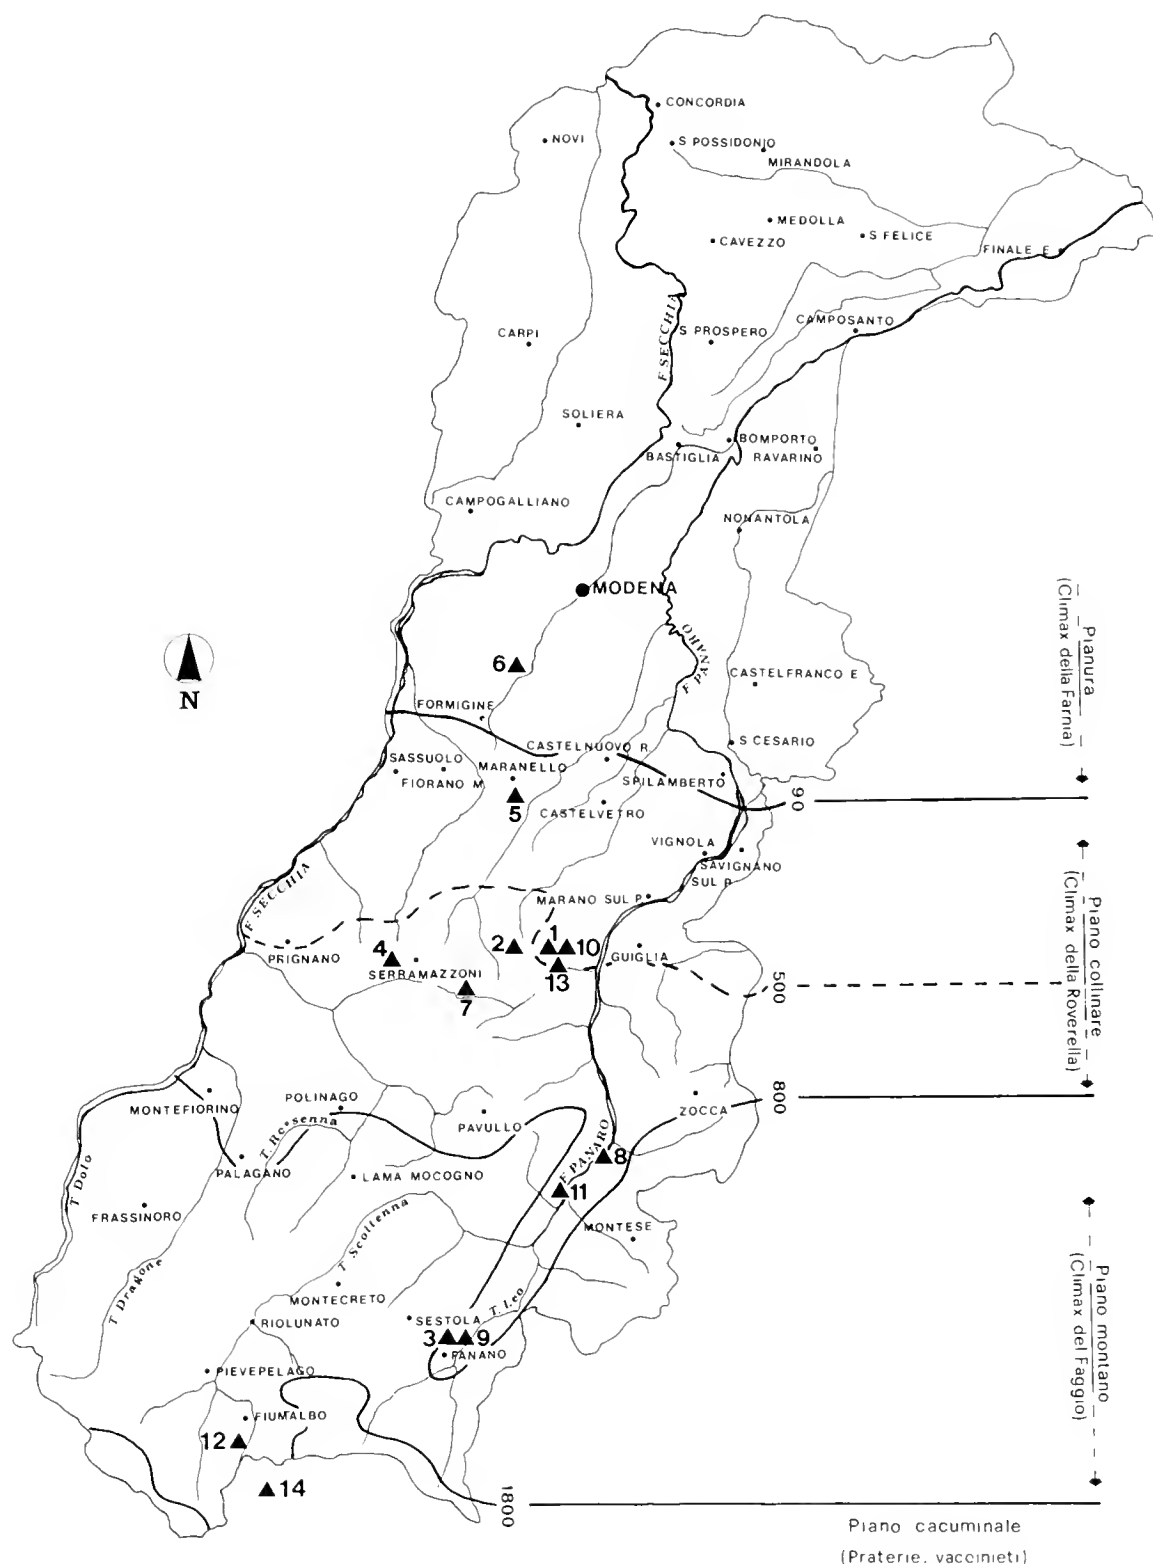 CONCORDIA
NOVI
S POSSIDONIO
MIRANDOLA
MEDOLLA
S FELICE
CAVEZZO
FINALE E.
F. SECCHIA
CAMPOSANTO
S PROSPERO
CARPI
SOLIERA
BOMPORTO
BASTIGLIA
RAVARINO
CAMPOGALLIANO
NONANTOLA
MODENA
F PANARO
6
CASTELFRANCO E
N
FORMIGINE
S CESARIO
CASTELNUOVO R.
SASSUOLO
MARANELLO
FIORANO M
SPILAMBERTO
5
CASTELVETRO
90
VIGNOLA
SAVIGNANO
SUL P.
F. SECCHIA
MARANO SUL P.
PRIGNANO
4
2
1
10
GUIGLIA
SERRAMAZZONI
13
7
500
MONTEFIORINO
POLINAGO
T. Rossenna
PAVULLO
ZOCCA
800
PALAGANO
LAMA MOCOGNO
F PANARO
8
11
T Dolo
FRASSINORO
T Scoltenna
MONTESE
T Dragone
MONTECRETO
RIOLUNATO
SESTOLA
T. Leo
3
9
FANANO
PIEVEPELAGO
FIUMALBO
12
14
1800
Pianura
(Climax della Farnia)
Piano collinare
(Climax della Roverella)
Piano montano
(Climax del Faggio)
Piano cacuminale
(Praterie, vaccinieti)